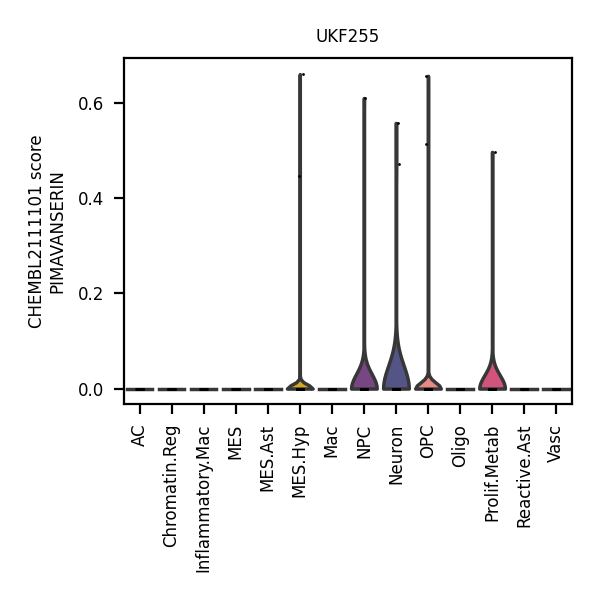 UKF255
CHEMBL2111101 score
PIMAVANSERIN
0.6
0.4
0.2
0.0
AC
Chromatin.Reg
Inflammatory.Mac
MES
MES.Ast
MES.Hyp
Mac
NPC
Neuron
OPC
Oligo
Prolif.Metab
Reactive.Ast
Vasc